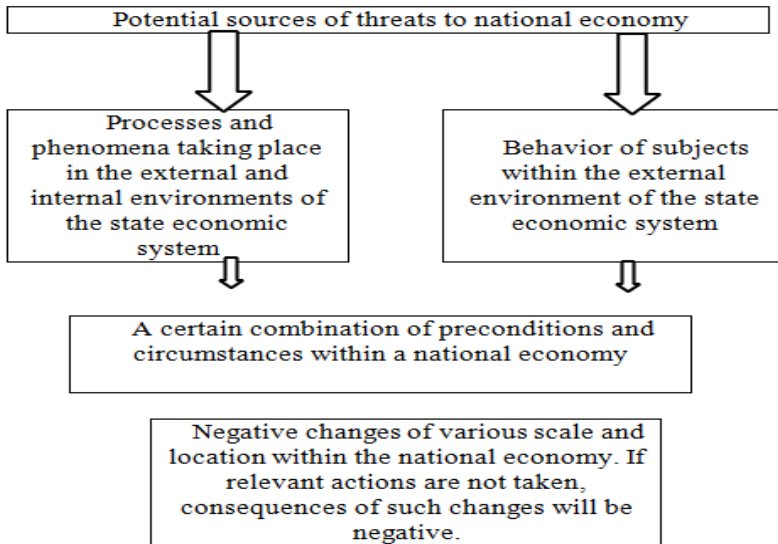 Potential sources of threats to national economy
Processes and
phenomena taking place
in the external and
internal environments of
the state economic
system
Behavior of subjects
within the external
environment of the state
economic system
A certain combination of preconditions and
circumstances within a national economy
Negative changes of various scale and
location within the national economy. If
relevant actions are not taken,
consequences of such changes will be
negative.